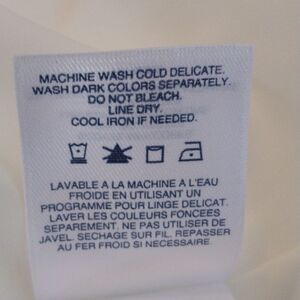 MACHINE WASH COLD DELICATE.
WASH DARK COLORS SEPARATELY.
DO NOT BLEACH.
LINE DRY.
COOL IRON IF NEEDED.
LAVABLE A LA MACHINE A L'EAU
FROIDE EN UTILISANT UN
PROGRAMME POUR LINGE DELICAT.
LAVER LES COULEURS FONCEES
SEPAREMENT. NE PAS UTILISER DE
JAVEL. SECHAGE SUR FIL. REPASSER
AU FER FROID SI NECESSAIRE.